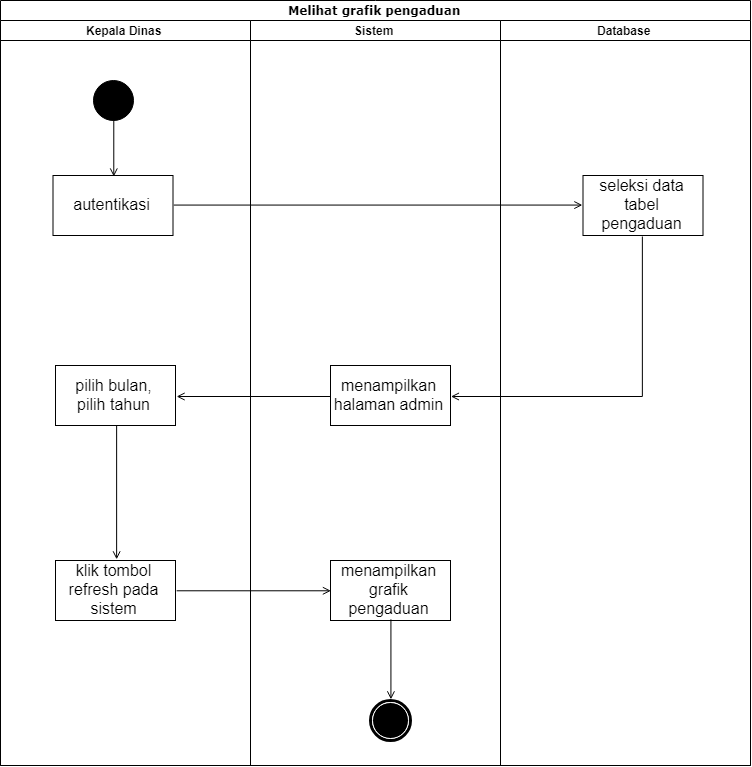 Melihat grafik pengaduan
Kepala Dinas
Sistem
Database
autentikasi
seleksi data
tabel
pengaduan
pilih bulan,
pilih tahun
menampilkan
halaman admin
klik tombol
refresh pada
sistem
menampilkan
grafik
pengaduan